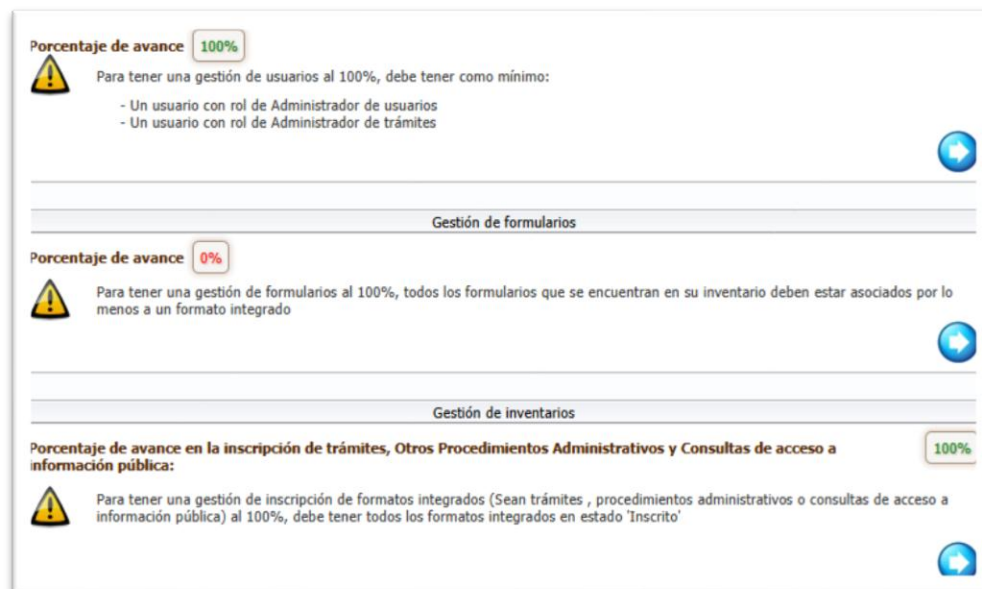 Porcentaje de avance 100%
Para tener una gestión de usuarios al 100%, debe tener como mínimo:
- Un usuario con rol de Administrador de usuarios
- Un usuario con rol de Administrador de trámites
Gestión de formularios
Porcentaje de avance 0%
Para tener una gestión de formularios al 100%, todos los formularios que se encuentran en su inventario deben estar asociados por lo
menos a un formato integrado
Gestión de inventarios
Porcentaje de avance en la inscripción de trámites, Otros Procedimientos Administrativos y Consultas de acceso a 100%
información pública:
Para tener una gestión de inscripción de formatos integrados (Sean trámites , procedimientos administrativos o consultas de acceso a
información pública) al 100%, debe tener todos los formatos integrados en estado 'Inscrito'